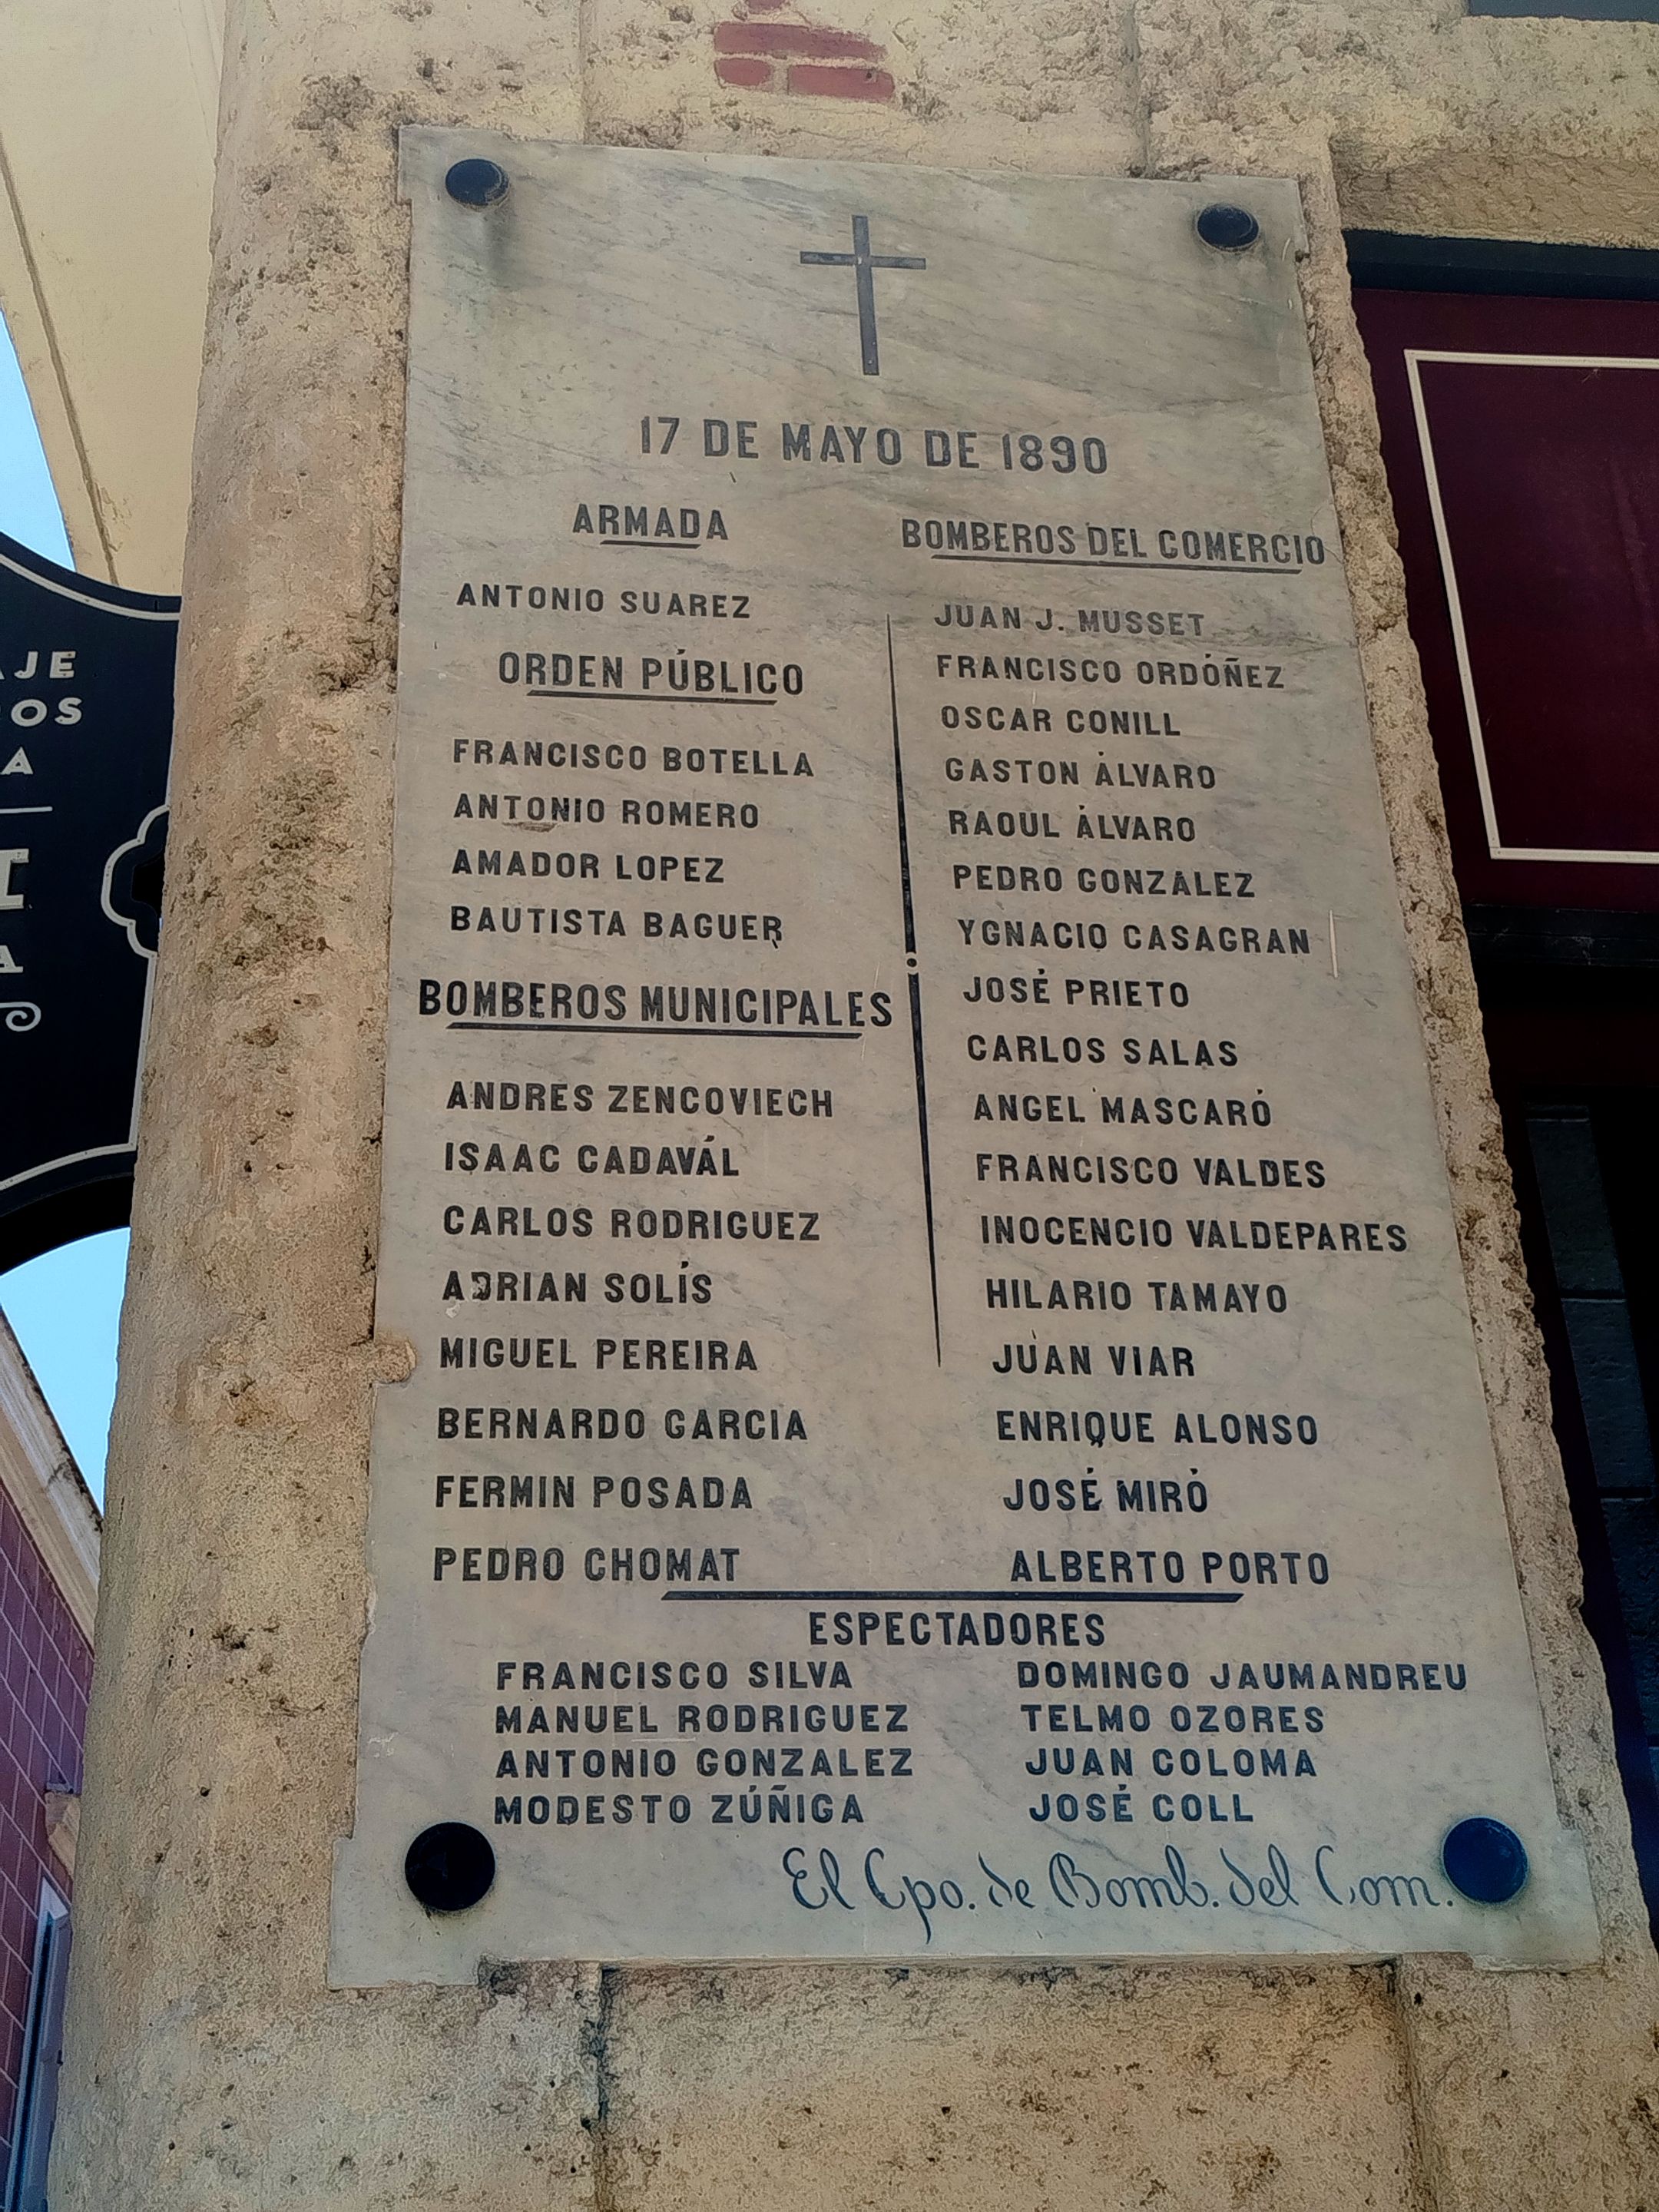 17 DE MAYO DE 1890
ARMADA
ANTONIO SUAREZ
ORDEN PÚBLICO
FRANCISCO BOTELLA
ANTONIO ROMERO
AMADOR LOPEZ
BAUTISTA BAGUER
BOMBEROS MUNICIPALES
ANDRES ZENCOVIECH
ISAAC CADAVÁL
CARLOS RODRIGUEZ
ADRIAN SOLÍS
MIGUEL PEREIRA
BERNARDO GARCIA
FERMIN POSADA
PEDRO CHOMAT
BOMBEROS DEL COMERCIO
JUAN J. MUSSET
FRANCISCO ORDÓÑEZ
OSCAR CONILL
GASTON ÁLVARO
RAOUL ÁLVARO
PEDRO GONZALEZ
YGNACIO CASAGRAN
JOSÉ PRIETO
CARLOS SALAS
ANGEL MASCARÓ
FRANCISCO VALDES
INOCENCIO VALDEPARES
HILARIO TAMAYO
JUAN VIAR
ENRIQUE ALONSO
JOSÉ MIRÓ
ALBERTO PORTO
ESPECTADORES
FRANCISCO SILVA
MANUEL RODRIGUEZ
ANTONIO GONZALEZ
MODESTO ZÚÑIGA
DOMINGO JAUMANDREU
TELMO OZORES
JUAN COLOMA
JOSÉ COLL
El Cpo. de Bomb. del Com.